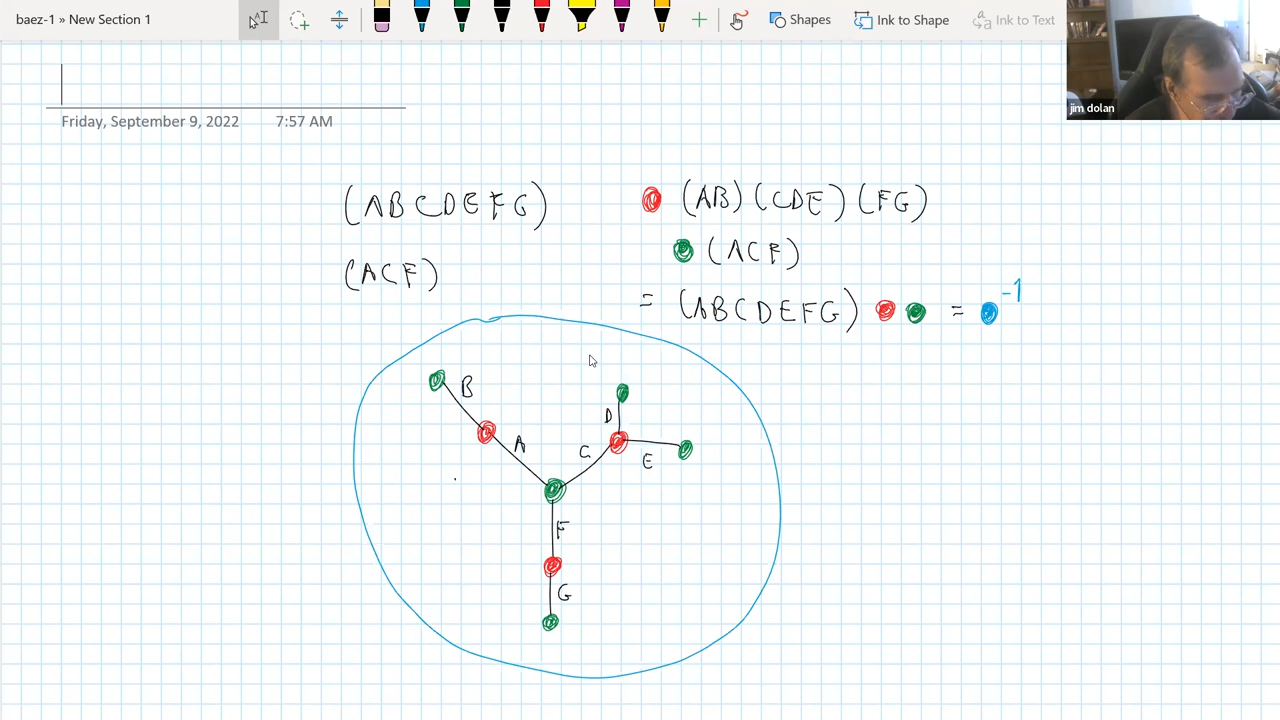 baez-1 » New Section 1
Shapes
Ink to Shape
Ink to Text
jim dolan
Friday, September 9, 2022 7:57 AM
(ABCDEFG)
(AB)(CDE)(FG)
(ACF)
(ACF)
= (ABCDEFG) = -1
B
A
D
C
E
F
G